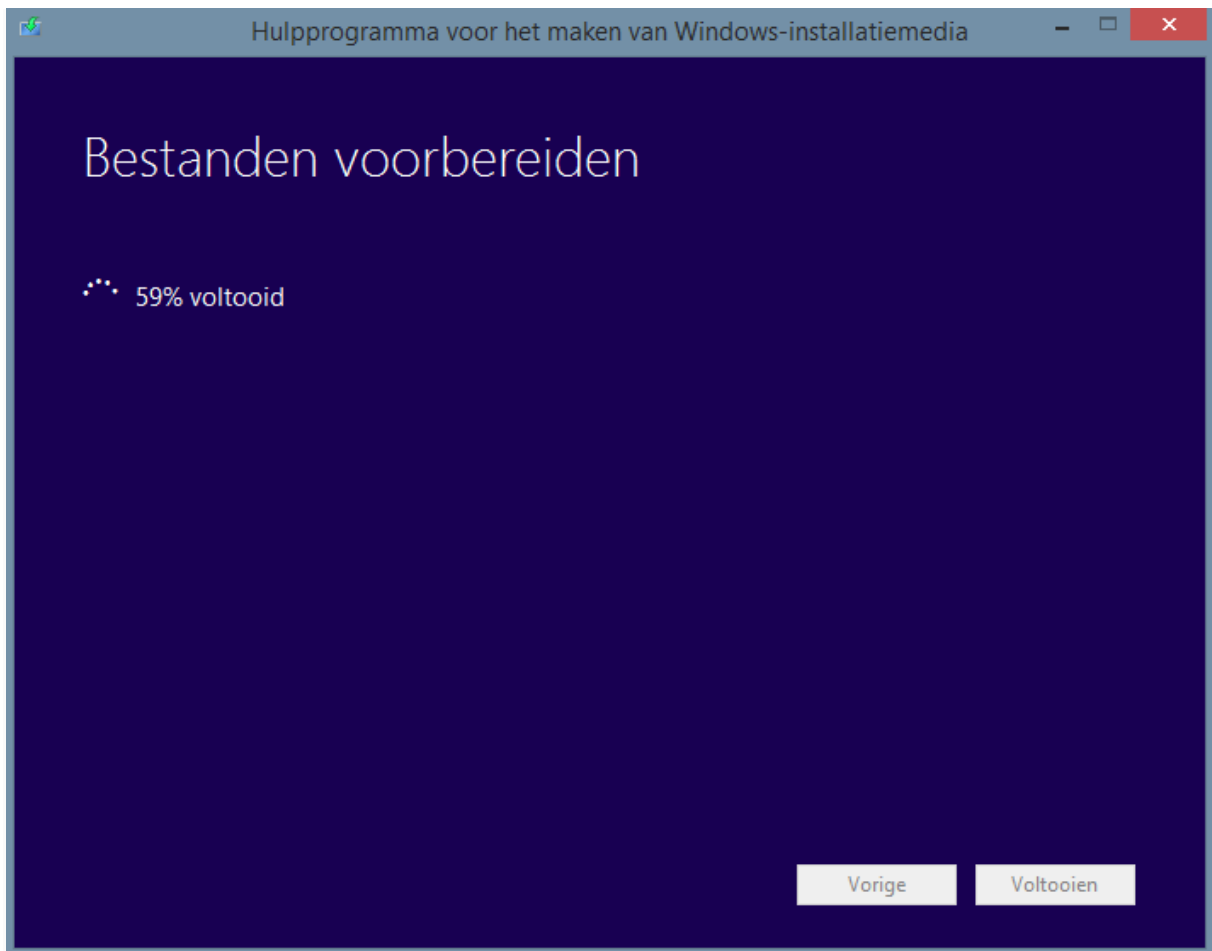 Hulpprogramma voor het maken van Windows-installatiemedia
Bestanden voorbereiden
59% voltooid
Vorige
Voltooien